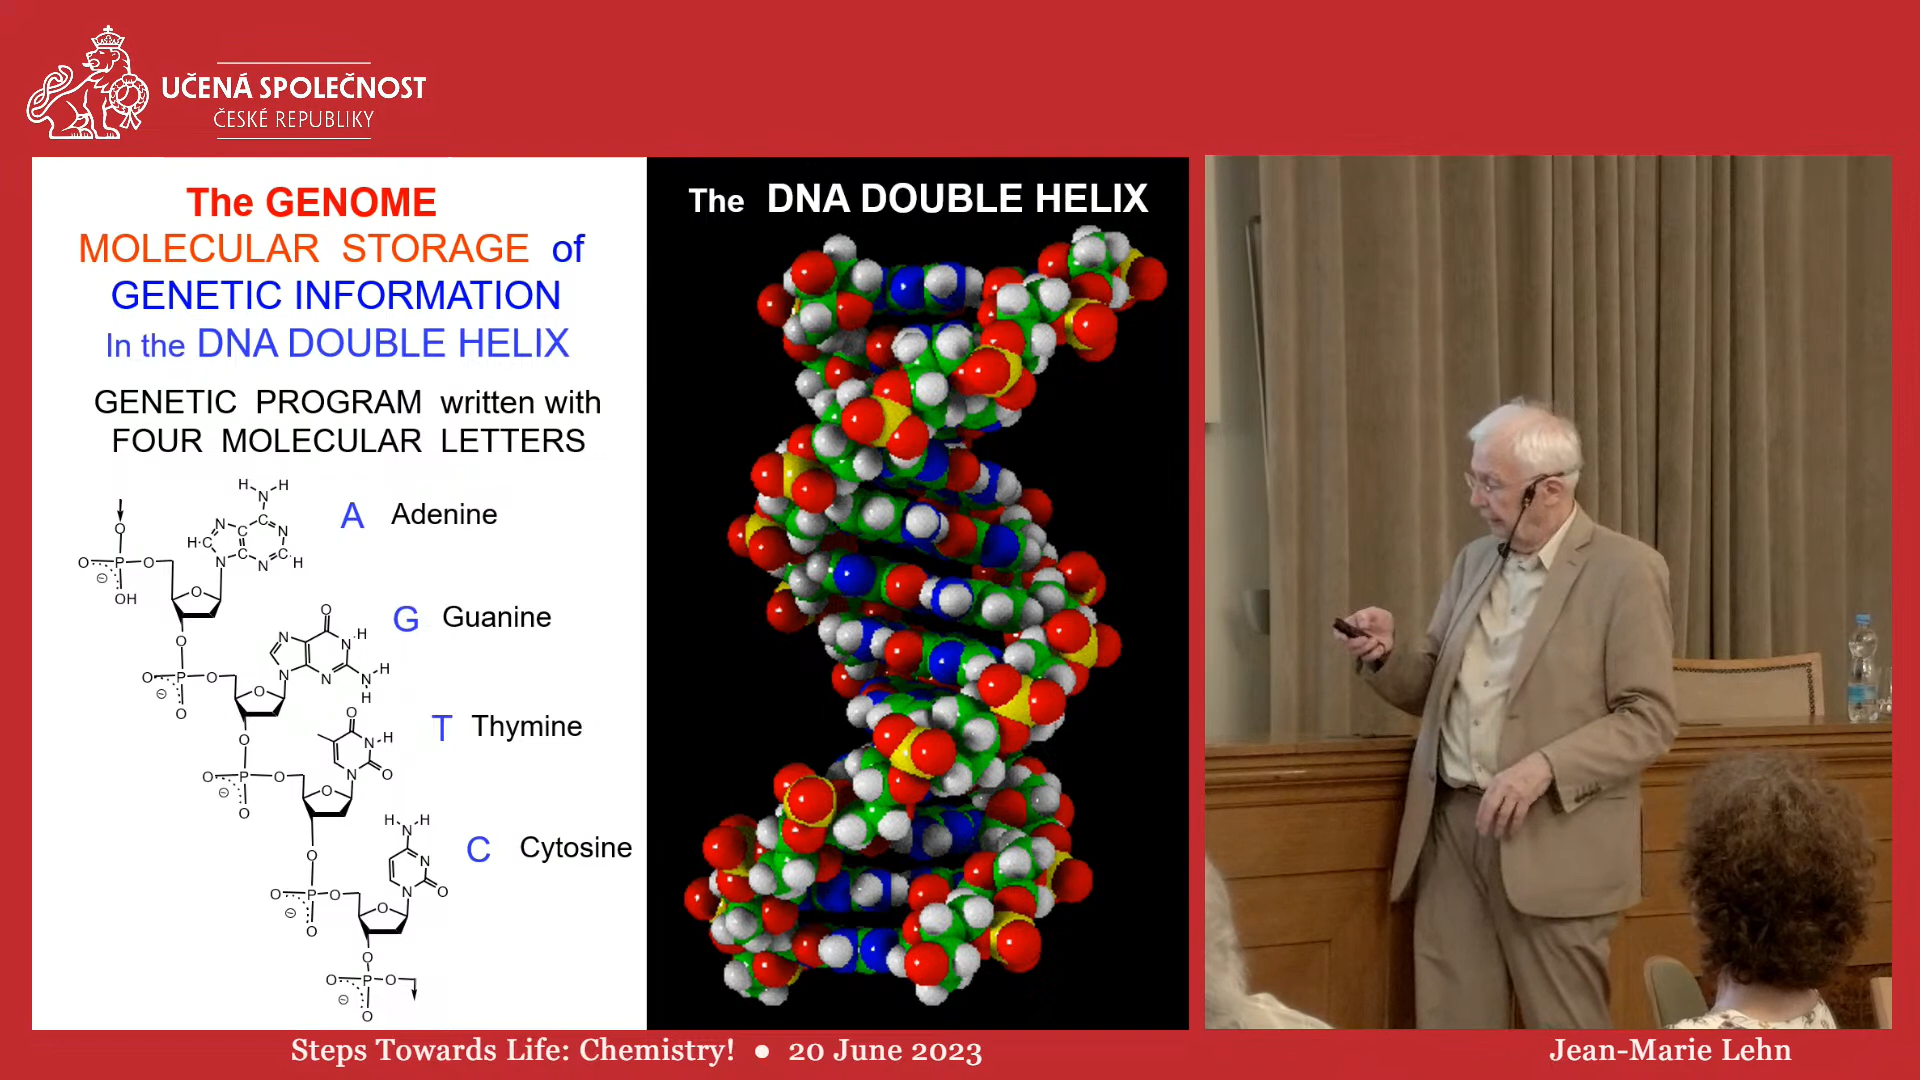 UČENÁ SPOLEČNOST
ČESKÉ REPUBLIKY
The GENOME
MOLECULAR STORAGE of
GENETIC INFORMATION
In the DNA DOUBLE HELIX
GENETIC PROGRAM written with
FOUR MOLECULAR LETTERS
A Adenine
G Guanine
T Thymine
C Cytosine
The DNA DOUBLE HELIX
Steps Towards Life: Chemistry! • 20 June 2023
Jean-Marie Lehn